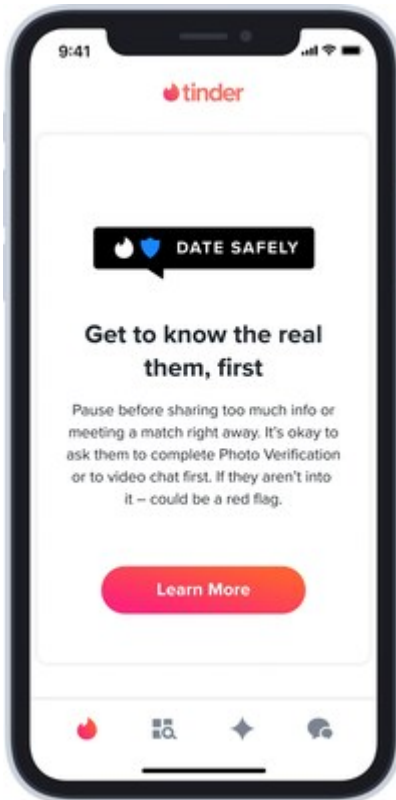 9:41
tinder
DATE SAFELY
Get to know the real
them, first
Pause before sharing too much info or
meeting a match right away. It's okay to
ask them to complete Photo Verification
or to video chat first. If they aren't into
it – could be a red flag.
Learn More